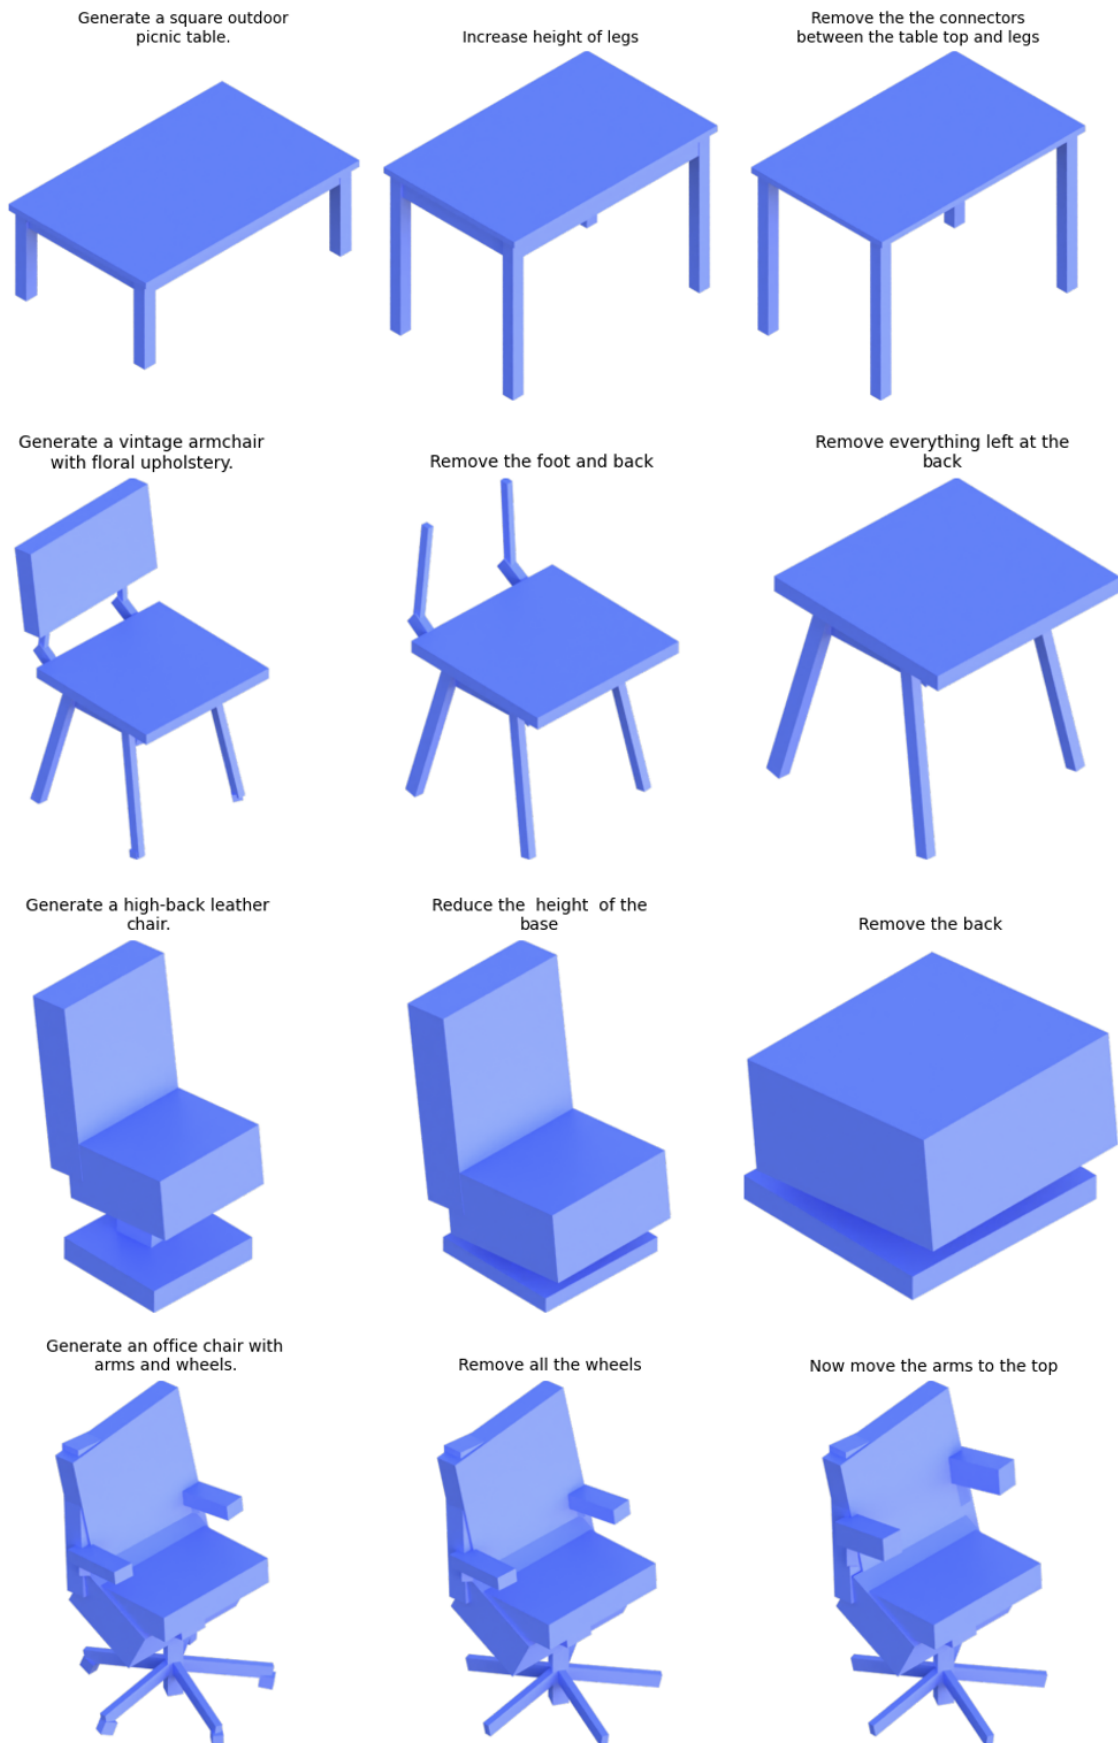 Generate a square outdoor
picnic table.
Increase height of legs
Remove the the connectors
between the table top and legs
Generate a vintage armchair
with floral upholstery.
Remove the foot and back
Remove everything left at the
back
Generate a high-back leather
chair.
Reduce the  height  of the
base
Remove the back
Generate an office chair with
arms and wheels.
Remove all the wheels
Now move the arms to the top